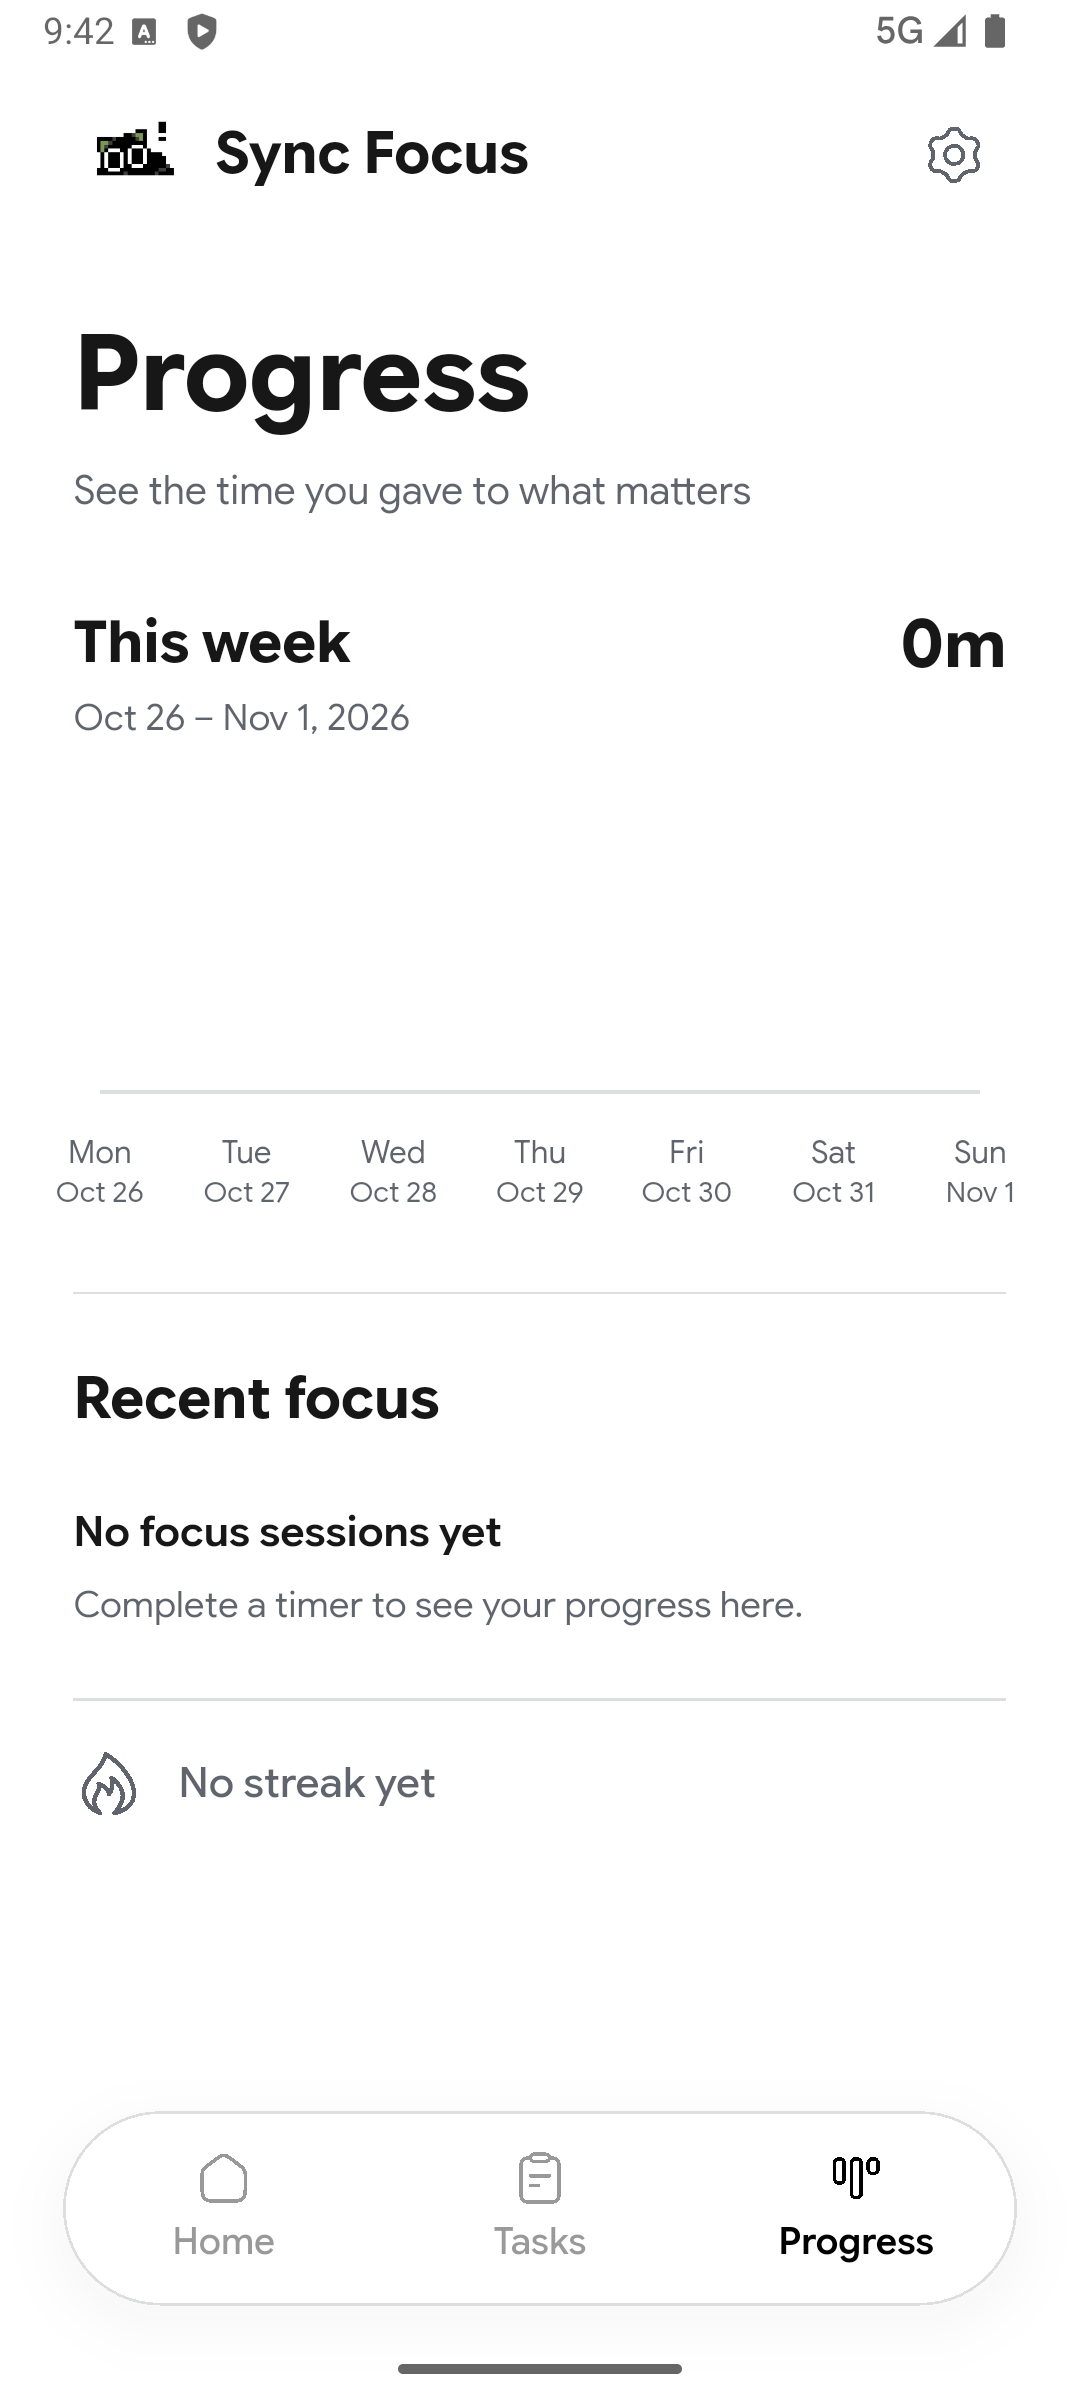 9:42
5G
Sync Focus
Progress
See the time you gave to what matters
This week
0m
Oct 26 – Nov 1, 2026
Mon Tue Wed Thu Fri Sat Sun
Oct 26 Oct 27 Oct 28 Oct 29 Oct 30 Oct 31 Nov 1
Recent focus
No focus sessions yet
Complete a timer to see your progress here.
No streak yet
Home Tasks Progress